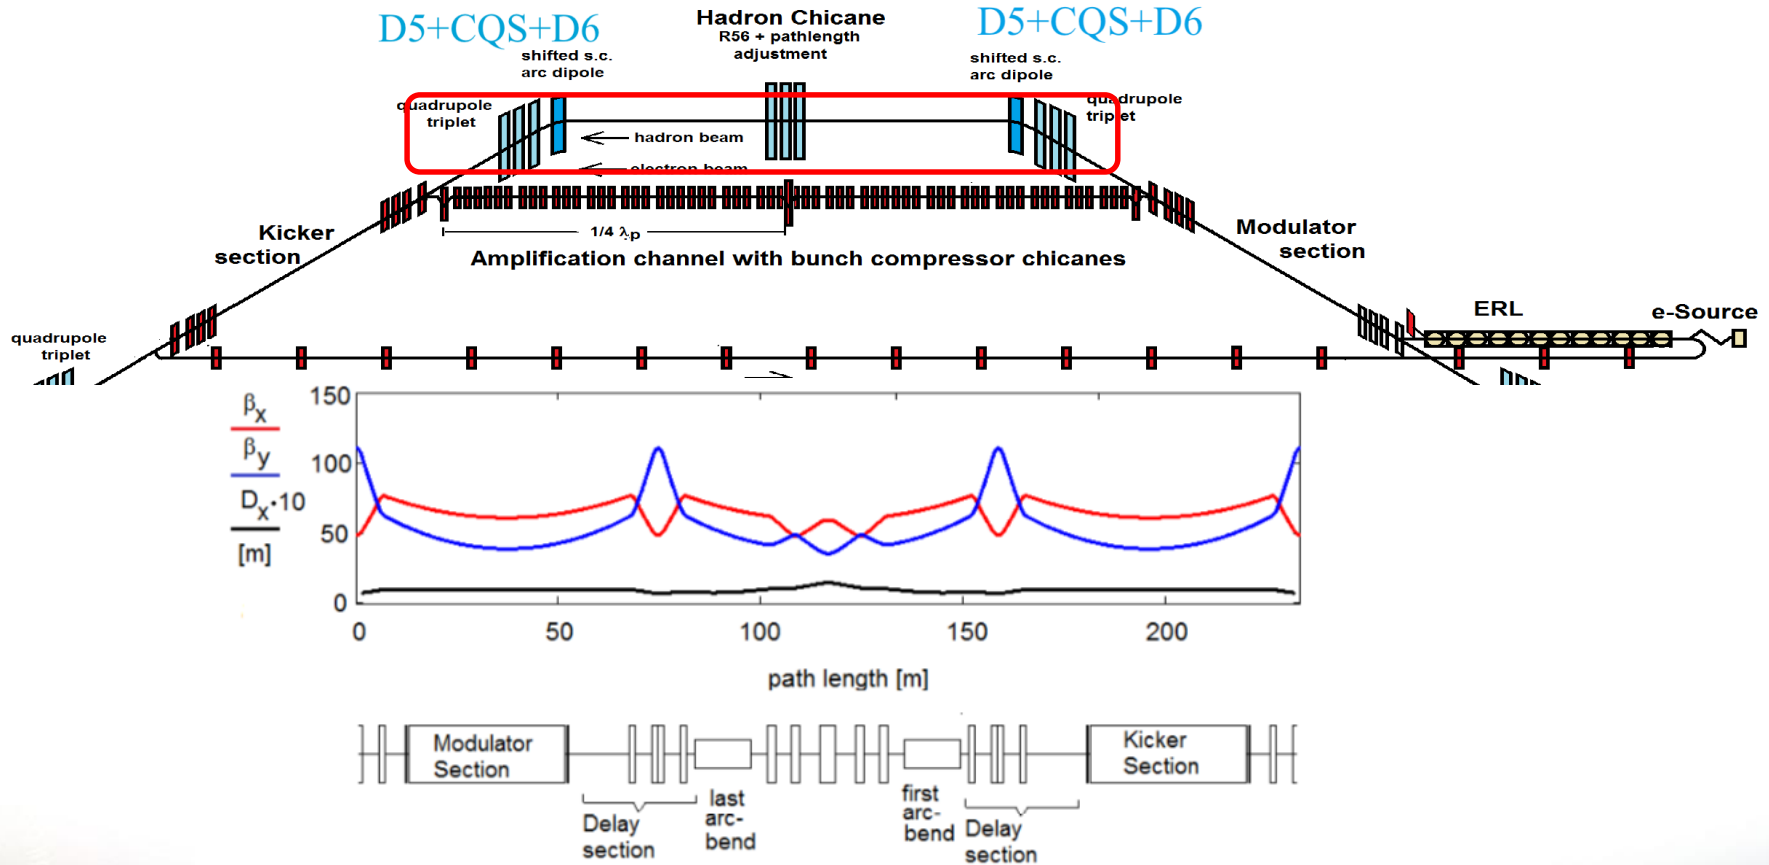 D5+CQS+D6
Hadron Chicane
R56 + pathlength
adjustment
D5+CQS+D6
shifted s.c.
arc dipole
shifted s.c.
arc dipole
quadrupole
triplet
quadrupole
triplet
hadron beam
electron beam
1/4 λp
Kicker
section
Modulator
section
Amplification channel with bunch compressor chicanes
ERL
e-Source
quadrupole
triplet
βx
βy
Dx·10
[m]
150
100
50
0
0
50
100
150
200
path length [m]
Modulator
Section
Kicker
Section
Delay
section
last
arc-
bend
first
arc-
bend
Delay
section